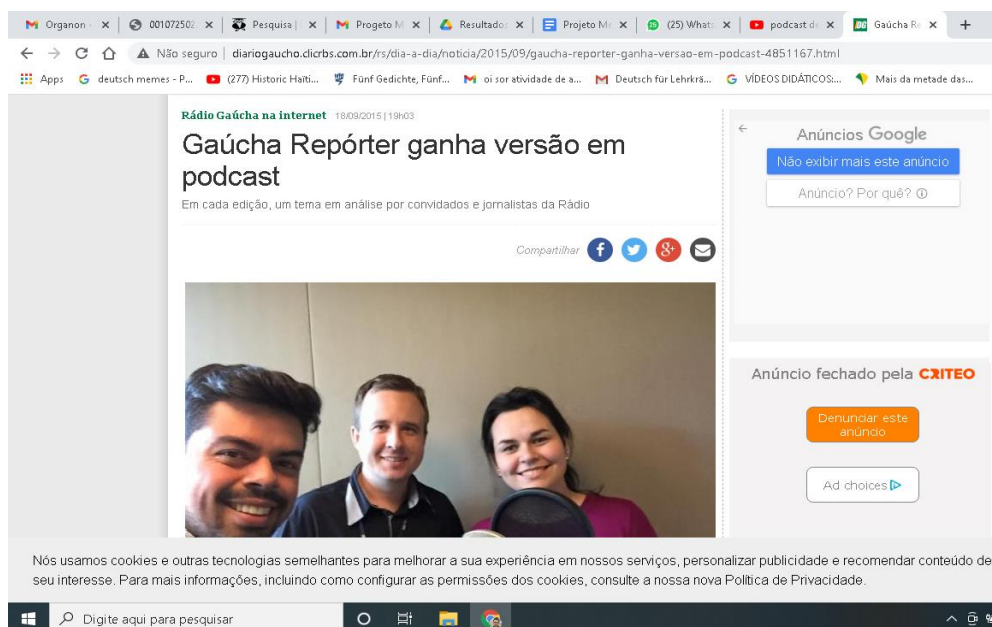 Organon
001072502
Pesquisa |
Progeto M
Resultado:
Projeto Me
(25) Whats
podcast de
Gaúcha Re
Não seguro | diariogaucho.clicrbs.com.br/rs/dia-a-dia/noticia/2015/09/gaucha-reporter-ganha-versao-em-podcast-4851167.html
Apps
deutsch memes - P...
(277) Historic Haïti...
Fünf Gedichte, Fünf...
oi sor atividade de a...
Deutsch für Lehrkrä...
VÍDEOS DIDÁTICOS:...
Mais da metade das...
Rádio Gaúcha na internet 18/09/2015 | 19h03
Gaúcha Repórter ganha versão em
podcast
Em cada edição, um tema em análise por convidados e jornalistas da Rádio
Compartilhar
Anúncios Google
Não exibir mais este anúncio
Anúncio? Por quê?
Anúncio fechado pela CRITEO
Denunciar este
anúncio
Ad choices
Nós usamos cookies e outras tecnologias semelhantes para melhorar a sua experiência em nossos serviços, personalizar publicidade e recomendar conteúdo de
seu interesse. Para mais informações, incluindo como configurar as permissões dos cookies, consulte a nossa nova Política de Privacidade.
Digite aqui para pesquisar